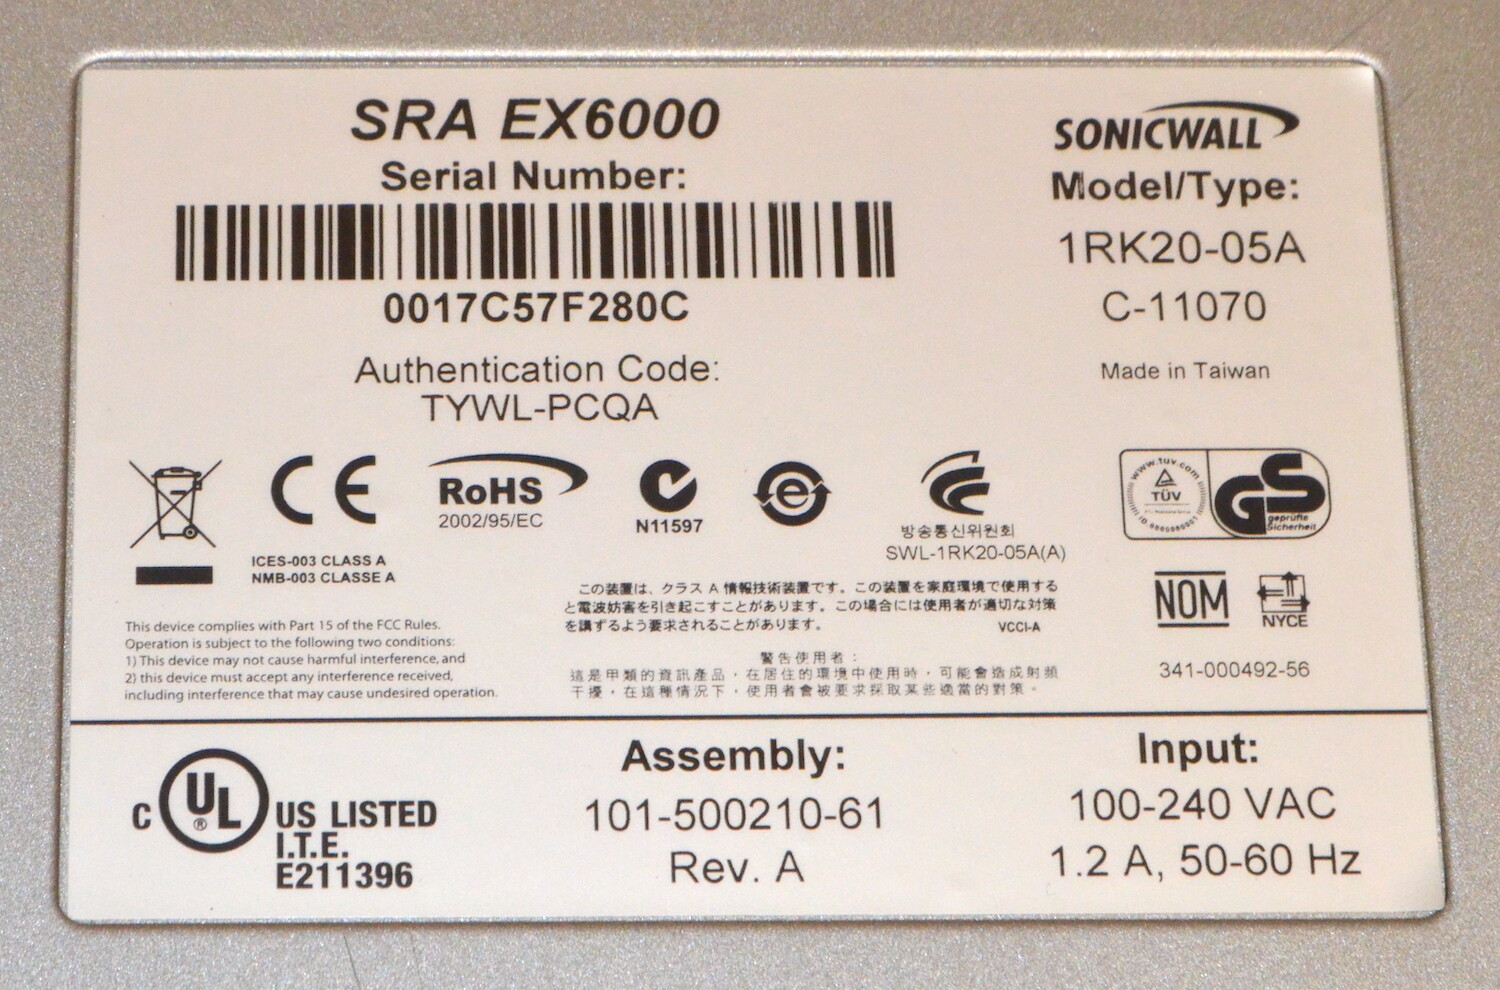 SRA EX6000
Serial Number:
0017C57F280C
Authentication Code:
TYWL-PCQA
SONICWALL
Model/Type:
1RK20-05A
C-11070
Made in Taiwan
CE
RoHS
2002/95/EC
N11597
e
방송통신위원회
SWL-1RK20-05A(A)
www.tuv.com
TÜV
GS
geprüfte
Sicherheit
ICES-003 CLASS A
NMB-003 CLASSE A
This device complies with Part 15 of the FCC Rules.
Operation is subject to the following two conditions:
1) This device may not cause harmful interference, and
2) this device must accept any interference received,
including interference that may cause undesired operation.
この装置は、クラス A 情報技術装置です。この装置を家庭環境で使用する
と電波妨害を引き起こすことがあります。この場合には使用者が適切な対策
を講ずるよう要求されることがあります。
VCCI-A
警告使用者：
這是甲類的資訊產品，在居住的環境中使用時，可能會造成射頻
干擾，在這種情況下，使用者會被要求採取某些適當的對策。
NOM
NYCE
341-000492-56
C UL ® US LISTED
I.T.E.
E211396
Assembly:
101-500210-61
Rev. A
Input:
100-240 VAC
1.2 A, 50-60 Hz